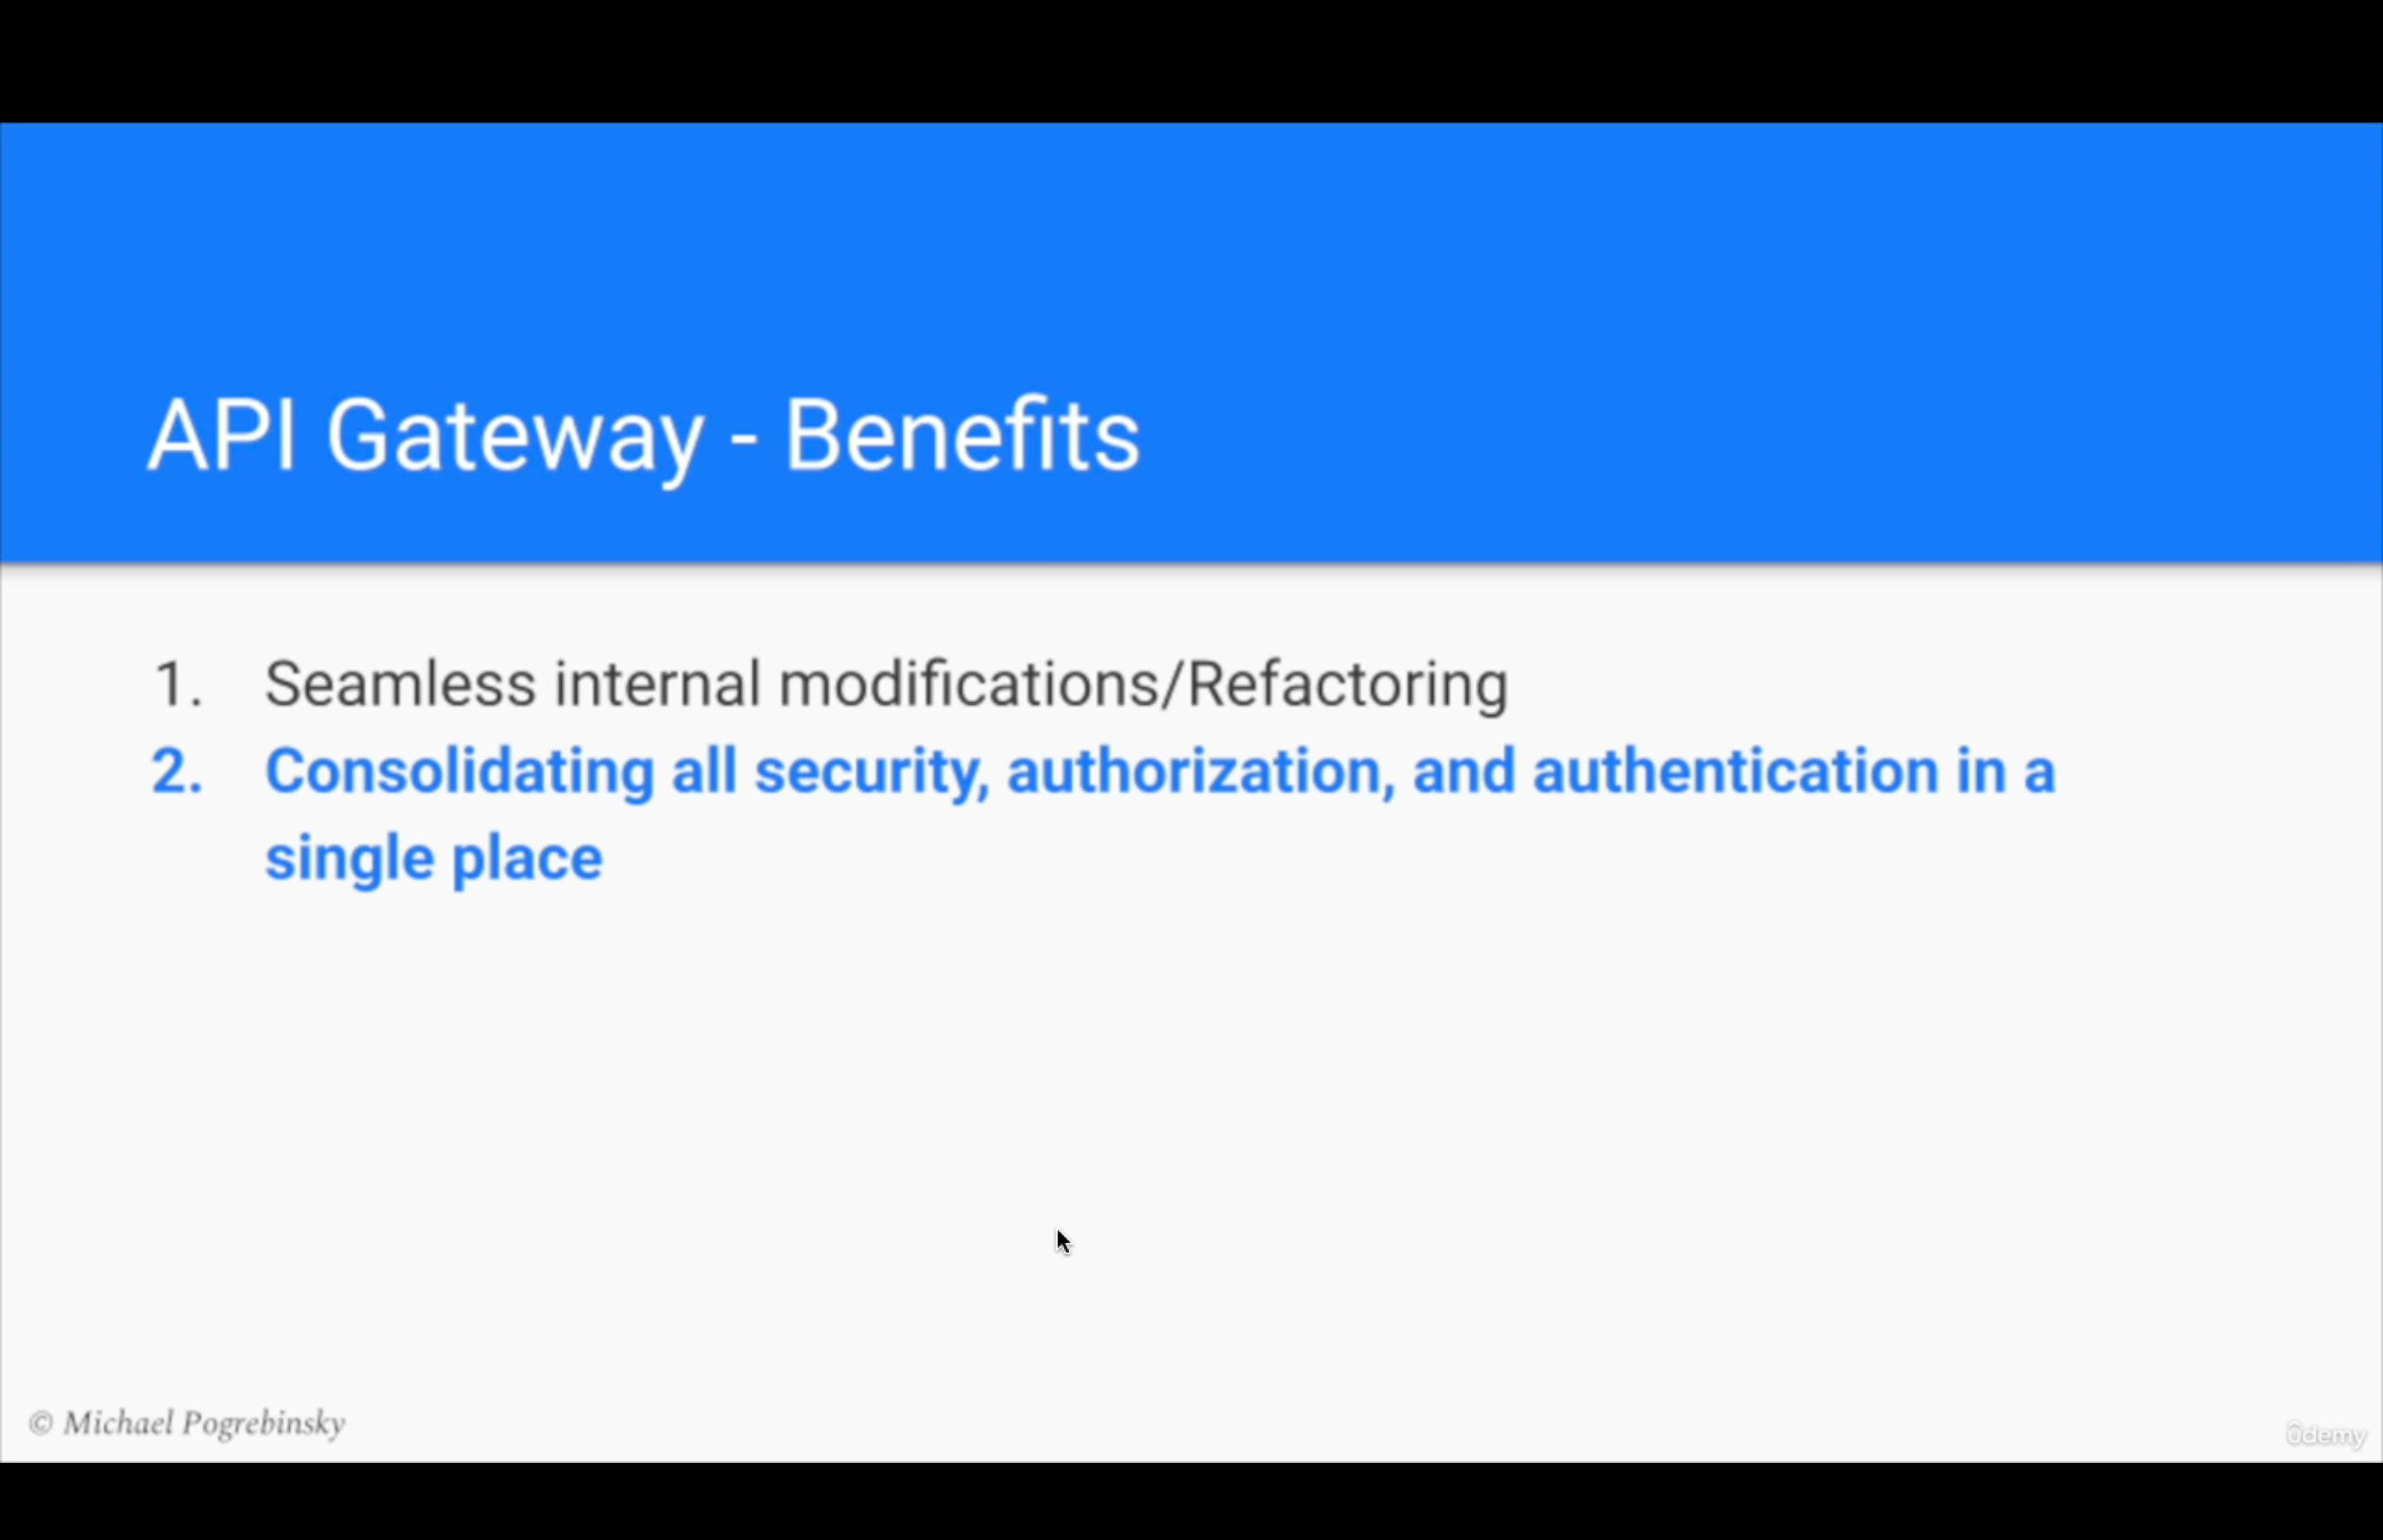 API Gateway - Benefits
1. Seamless internal modifications/Refactoring
2. Consolidating all security, authorization, and authentication in a
single place
© Michael Pogrebinsky
ûdemy